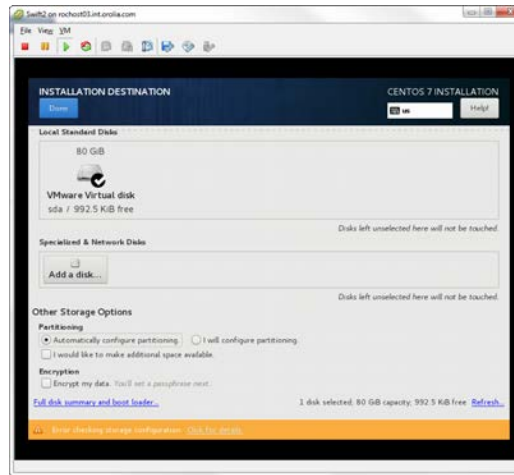 Swift2 on rochost03.int.orolia.com
File View VM
INSTALLATION DESTINATION
CENTOS 7 INSTALLATION
Done
us
Help!
Local Standard Disks
80 GiB
VMware Virtual disk
sda / 992.5 KiB free
Disks left unselected here will not be touched.
Specialized & Network Disks
Add a disk...
Disks left unselected here will not be touched.
Other Storage Options
Partitioning
Automatically configure partitioning. I will configure partitioning.
I would like to make additional space available.
Encryption
Encrypt my data. You'll set a passphrase next.
Full disk summary and boot loader...
1 disk selected; 80 GiB capacity; 992.5 KiB free Refresh...
Error checking storage configuration. Click for details.